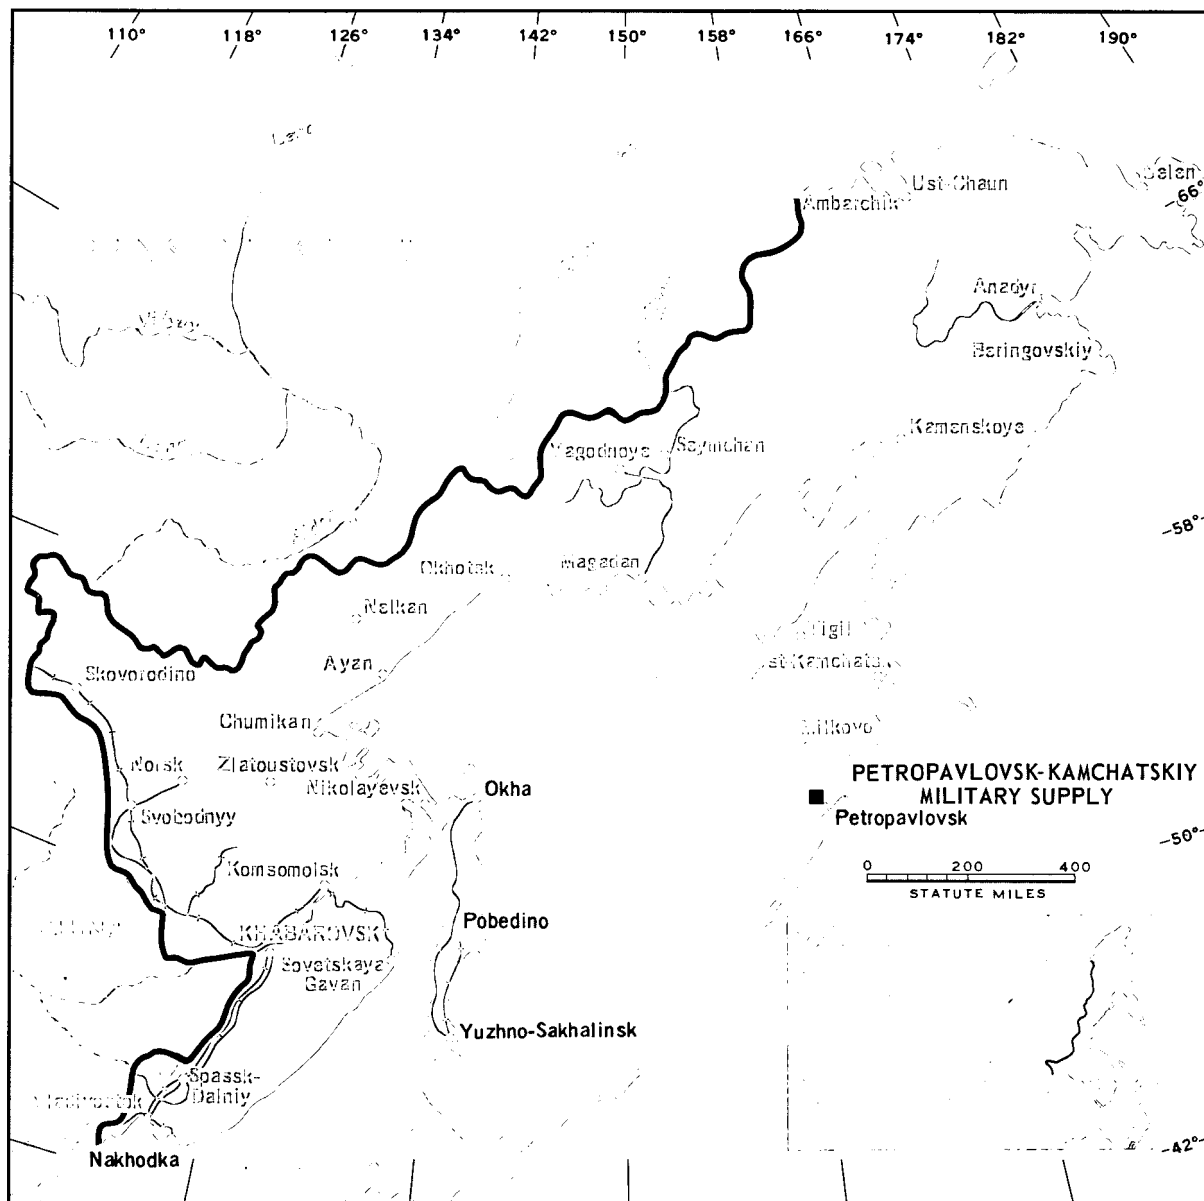 110° 118° 126° 134° 142° 150° 158° 166° 174° 182° 190°
Ust-Chaun
66°
Ambarchik
Anadyr
Beringovskiy
Kamenskoye
Yagodnoye
Seymchan
58°
Okhotsk
Magadan
Nelkan
Tigil
Ayan
Skovorodino
Chumikan
Milkovo
Norsk
Zlatoustovsk
Nikolayevsk
Okha
PETROPAVLOVSK-KAMCHATSKIY
MILITARY SUPPLY
Petropavlovsk
Svobodnyy
50°
Komsomolsk
0 200 400
STATUTE MILES
Pobedino
KHABAROVSK
Sovetskaya
Gavan
Yuzhno-Sakhalinsk
Spassk-
Dalniy
Vladivostok
42°
Nakhodka